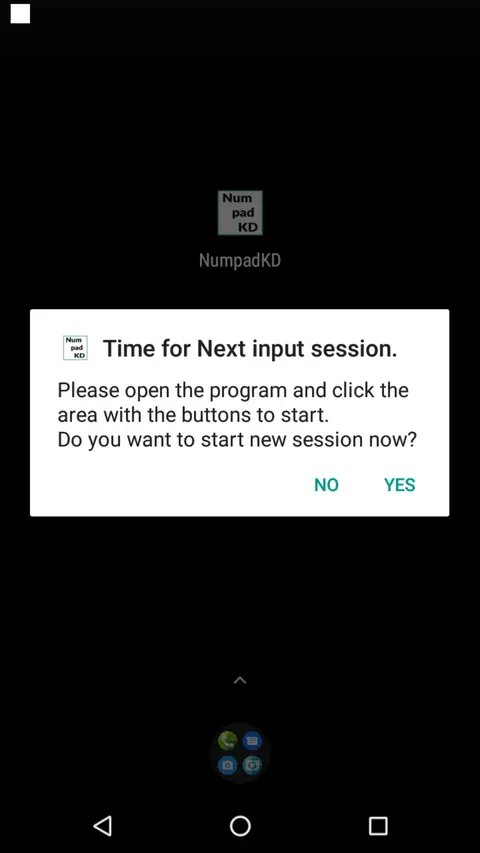 Num
pad
KD
NumpadKD
Num
pad
KD
Time for Next input session.
Please open the program and click the
area with the buttons to start.
Do you want to start new session now?
NO YES